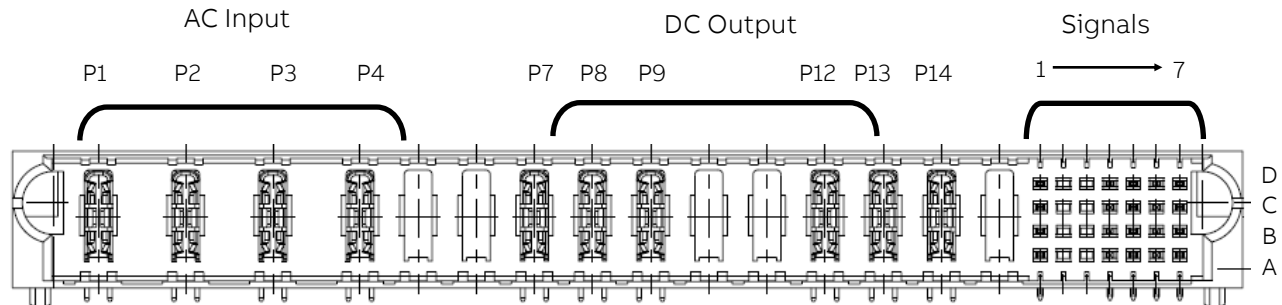 AC Input
DC Output
Signals
P1 P2 P3 P4 P7 P8 P9 P12 P13 P14 1 7
D
C
B
A